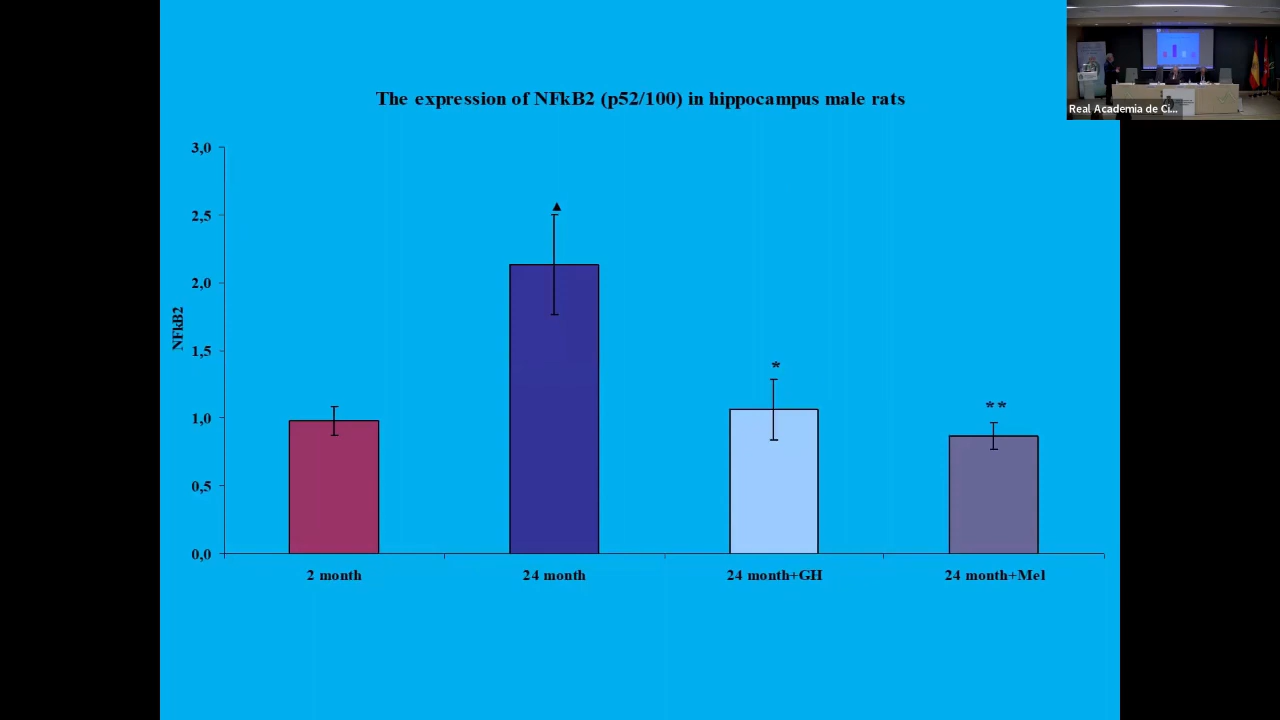 Real Academia de Ci...
The expression of NFkB2 (p52/100) in hippocampus male rats
3,0
2,5
2,0
1,5
1,0
0,5
0,0
NFkB2
▲
*
**
2 month
24 month
24 month+GH
24 month+Mel